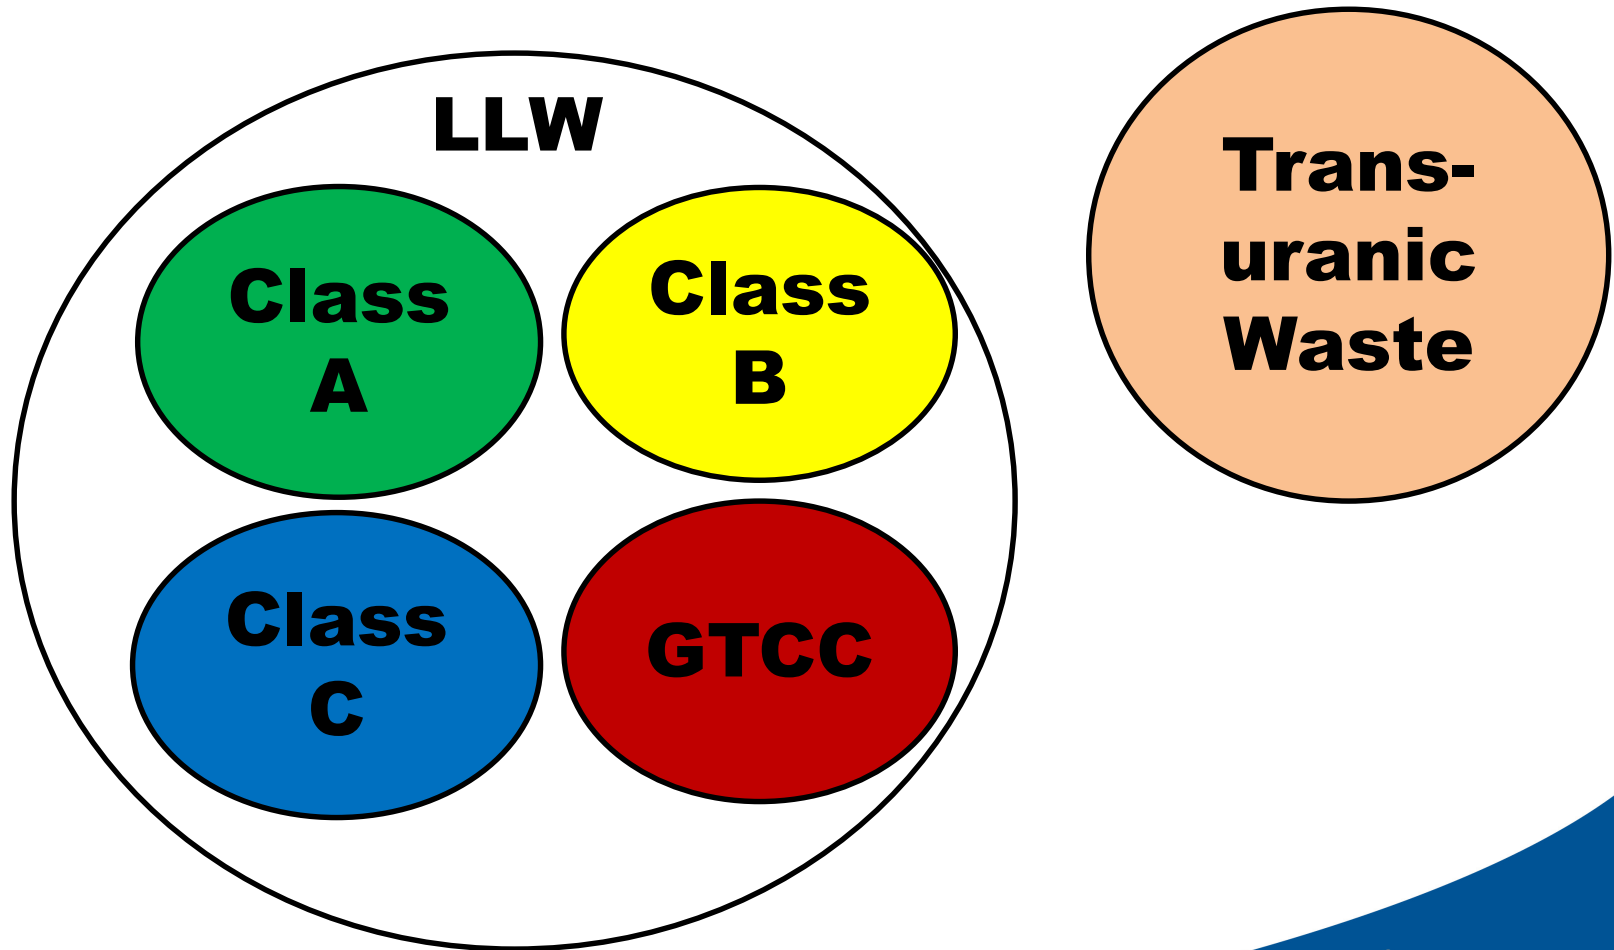 LLW
Class
A
Class
B
Class
C
GTCC
Trans-
uranic
Waste